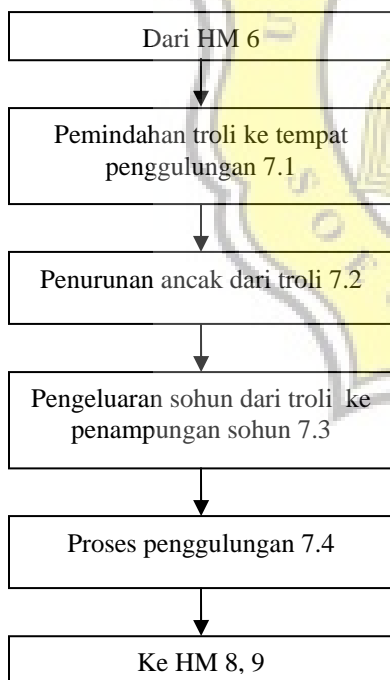 Dari HM 6
Pemindahan troli ke tempat
penggulungan 7.1
Penurunan ancak dari troli 7.2
Pengeluaran sohun dari troli ke
penampungan sohun 7.3
Proses penggulungan 7.4
Ke HM 8, 9